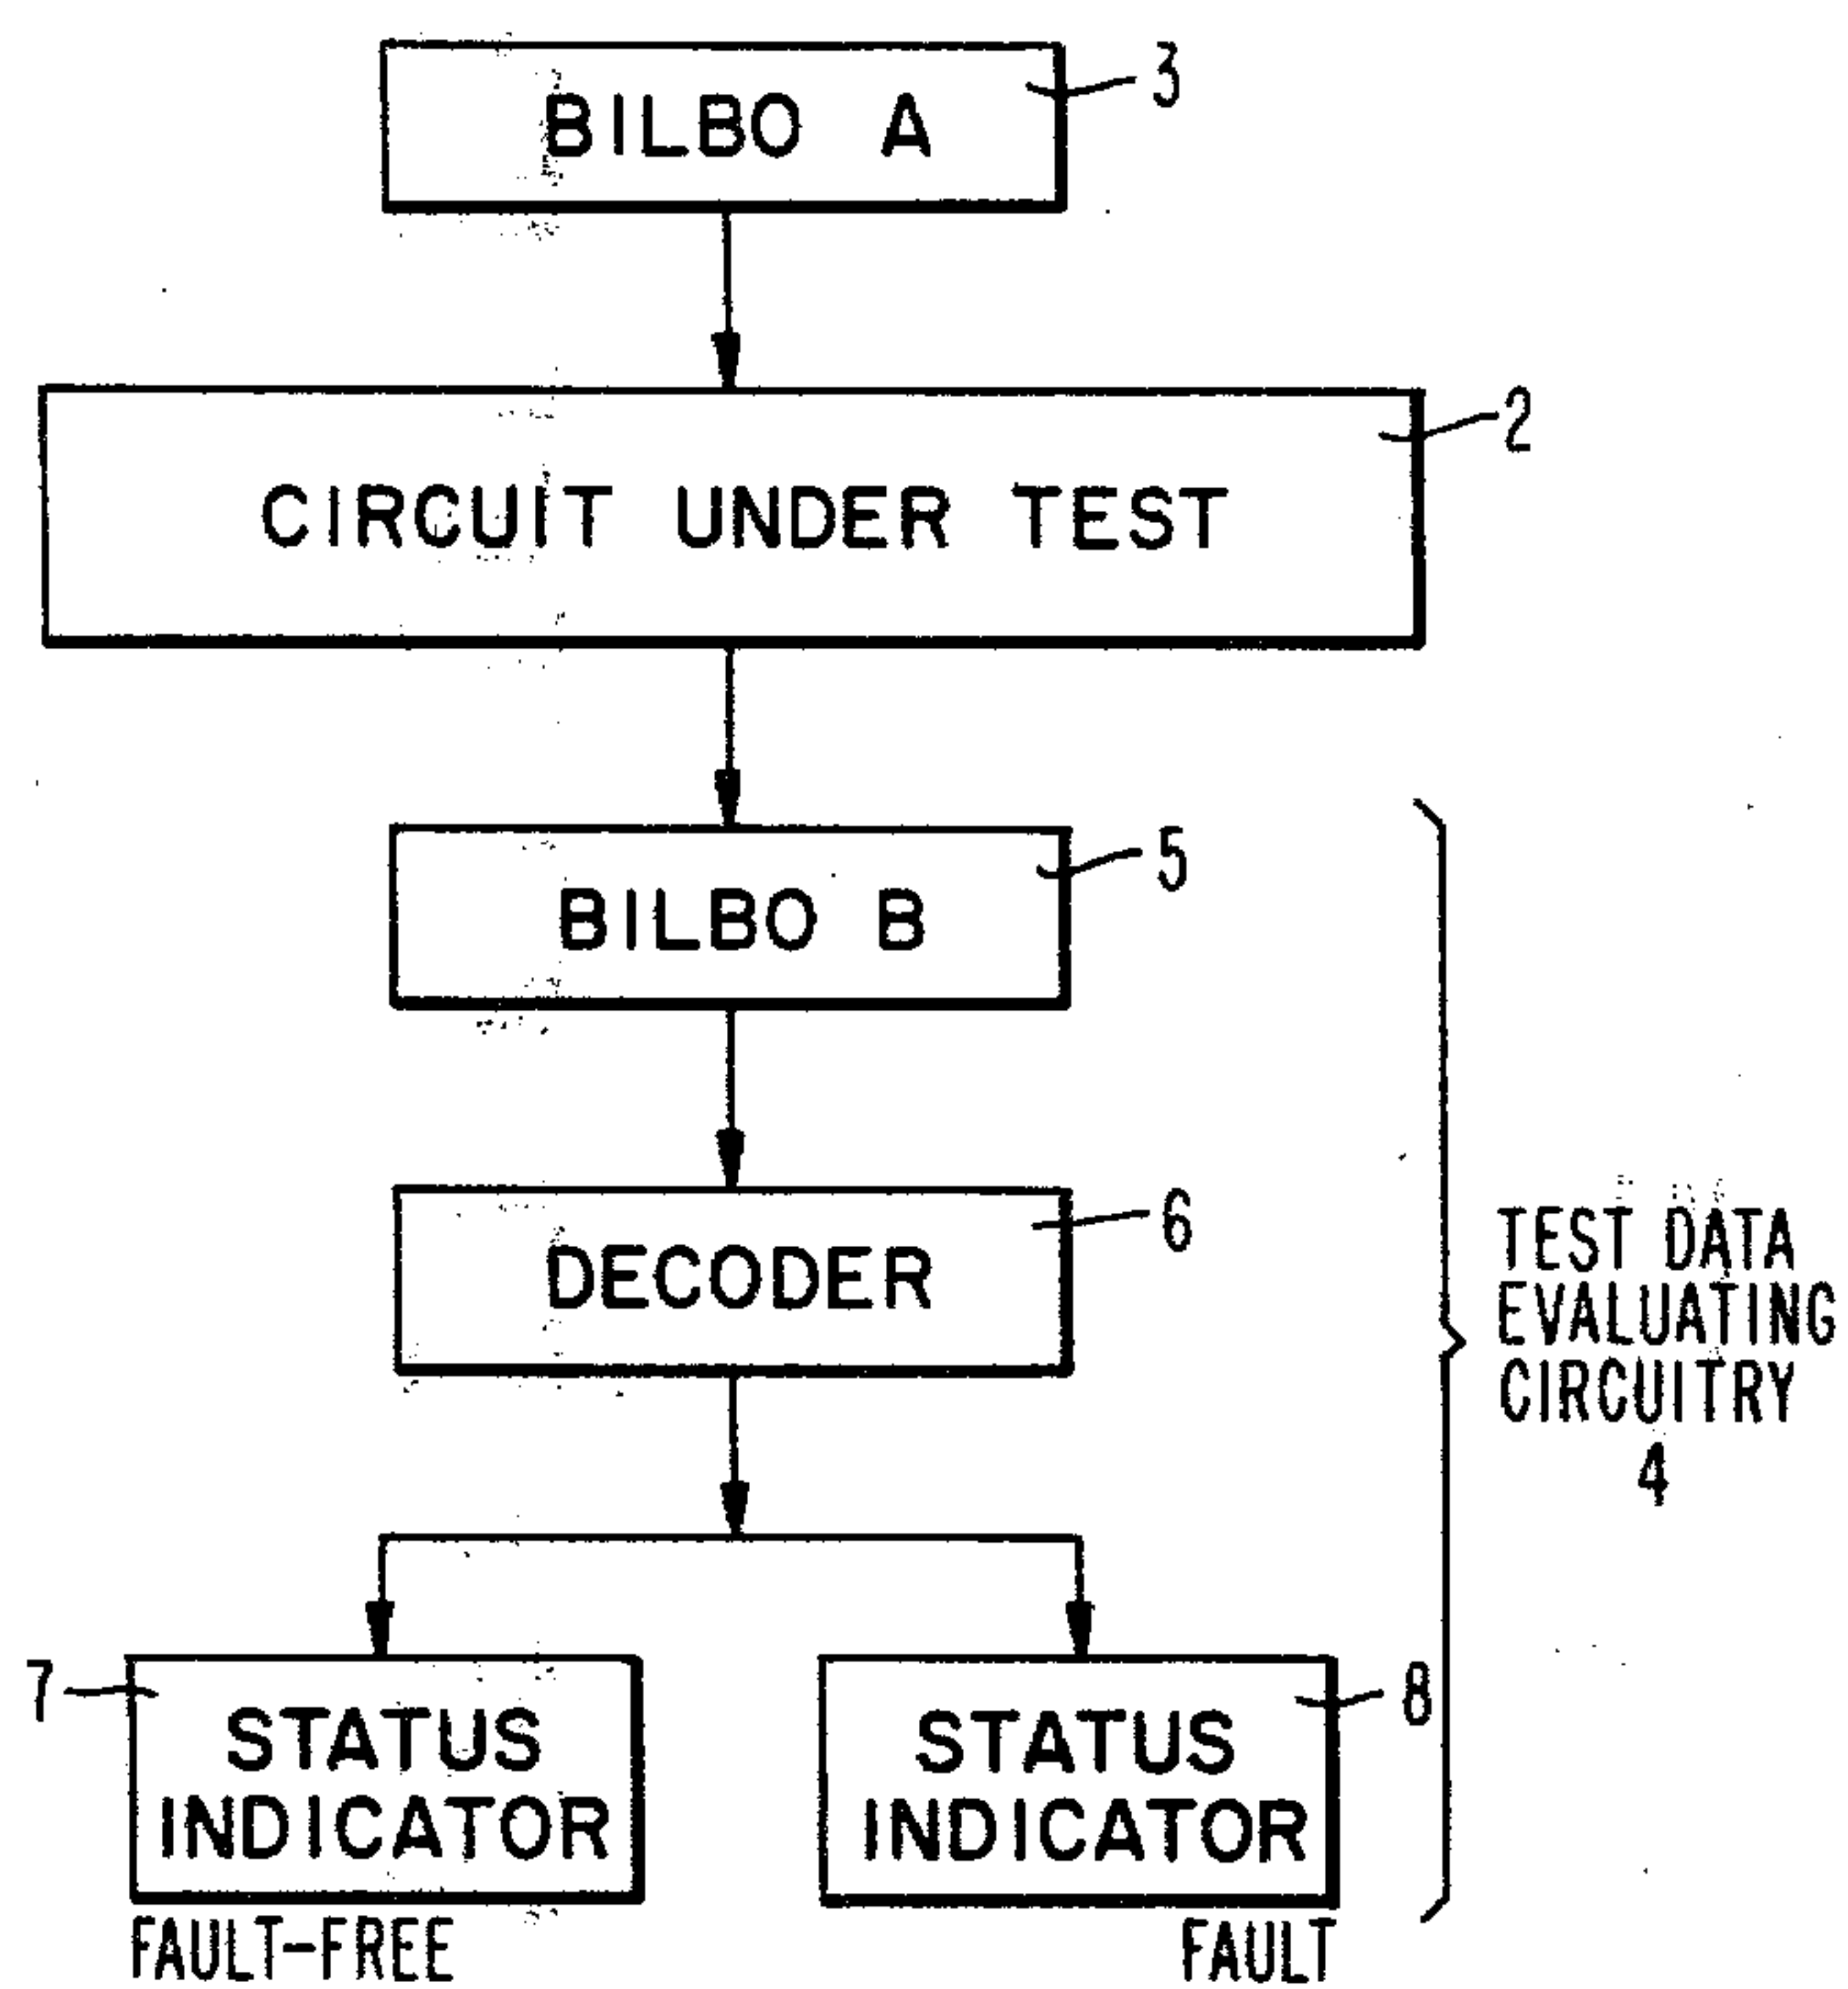 BILBO A
3
CIRCUIT UNDER TEST
2
BILBO B
5
DECODER
6
TEST DATA
EVALUATING
CIRCUITRY
4
7
STATUS
INDICATOR
FAULT-FREE
STATUS
INDICATOR
8
FAULT